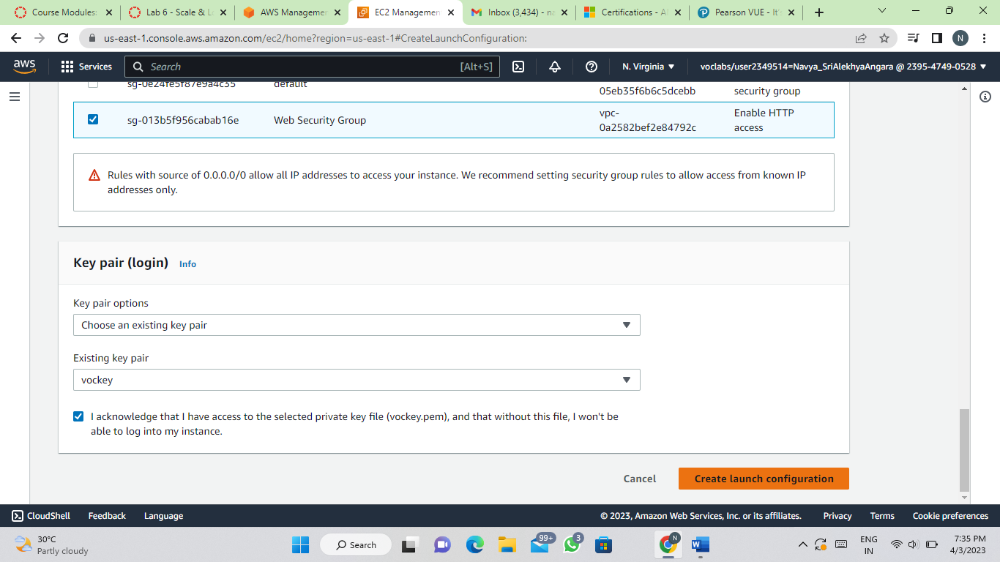 Course Modules:
Lab 6 - Scale & L
AWS Managemen
EC2 Managemen
Inbox (3,434) - na
Certifications - A
Pearson VUE - It's
us-east-1.console.aws.amazon.com/ec2/home?region=us-east-1#CreateLaunchConfiguration:
N
aws
Services
Search
[Alt+S]
N. Virginia
voclabs/user2349514=Navya_SriAlekhyaAngara @ 2395-4749-0528
sg-0e24fe5f87e9a4c35
default
05eb35f6b6c5dcebb
security group
sg-013b5f956cabab16e
Web Security Group
vpc-
0a2582bef2e84792c
Enable HTTP
access
Rules with source of 0.0.0.0/0 allow all IP addresses to access your instance. We recommend setting security group rules to allow access from known IP
addresses only.
Key pair (login)
Info
Key pair options
Choose an existing key pair
Existing key pair
vockey
I acknowledge that I have access to the selected private key file (vockey.pem), and that without this file, I won't be
able to log into my instance.
Cancel
Create launch configuration
CloudShell
Feedback
Language
© 2023, Amazon Web Services, Inc. or its affiliates.
Privacy
Terms
Cookie preferences
30°C
Partly cloudy
Search
99+
3
N
ENG
IN
7:35 PM
4/3/2023